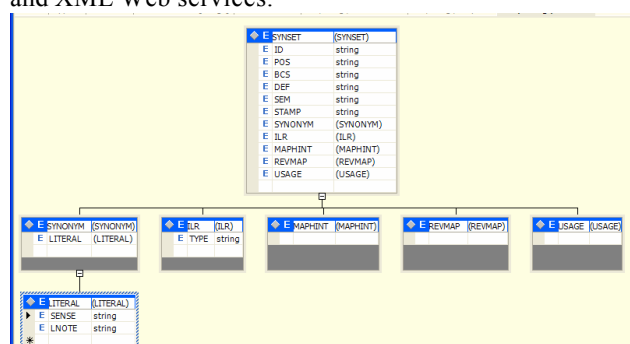 and XML Web services.
E SYNSET (SYNSET)
E ID string
E POS string
E BCS string
E DEF string
E SEM string
E STAMP string
E SYNONYM (SYNONYM)
E ILR (ILR)
E MAPHINT (MAPHINT)
E REVMAP (REVMAP)
E USAGE (USAGE)
E SYNONYM (SYNONYM)
E LITERAL (LITERAL)
E ILR (ILR)
E TYPE string
E MAPHINT (MAPHINT)
E REVMAP (REVMAP)
E USAGE (USAGE)
E LITERAL (LITERAL)
E SENSE string
E LNOTE string